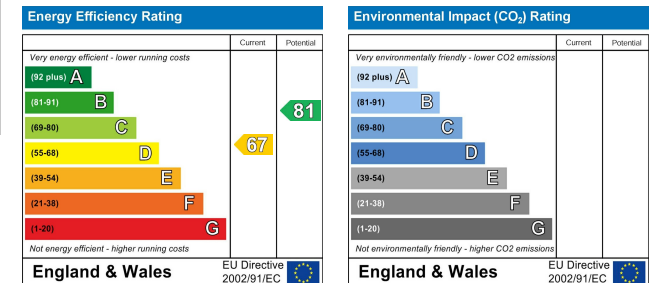 Energy Efficiency Rating
Current Potential
Very energy efficient - lower running costs
(92 plus) A
(81-91) B
(69-80) C
(55-68) D
(39-54) E
(21-38) F
(1-20) G
67
81
Not energy efficient - higher running costs
England & Wales
EU Directive
2002/91/EC
Environmental Impact (CO₂) Rating
Current Potential
Very environmentally friendly - lower CO2 emissions
(92 plus) A
(81-91) B
(69-80) C
(55-68) D
(39-54) E
(21-38) F
(1-20) G
Not environmentally friendly - higher CO2 emissions
England & Wales
EU Directive
2002/91/EC